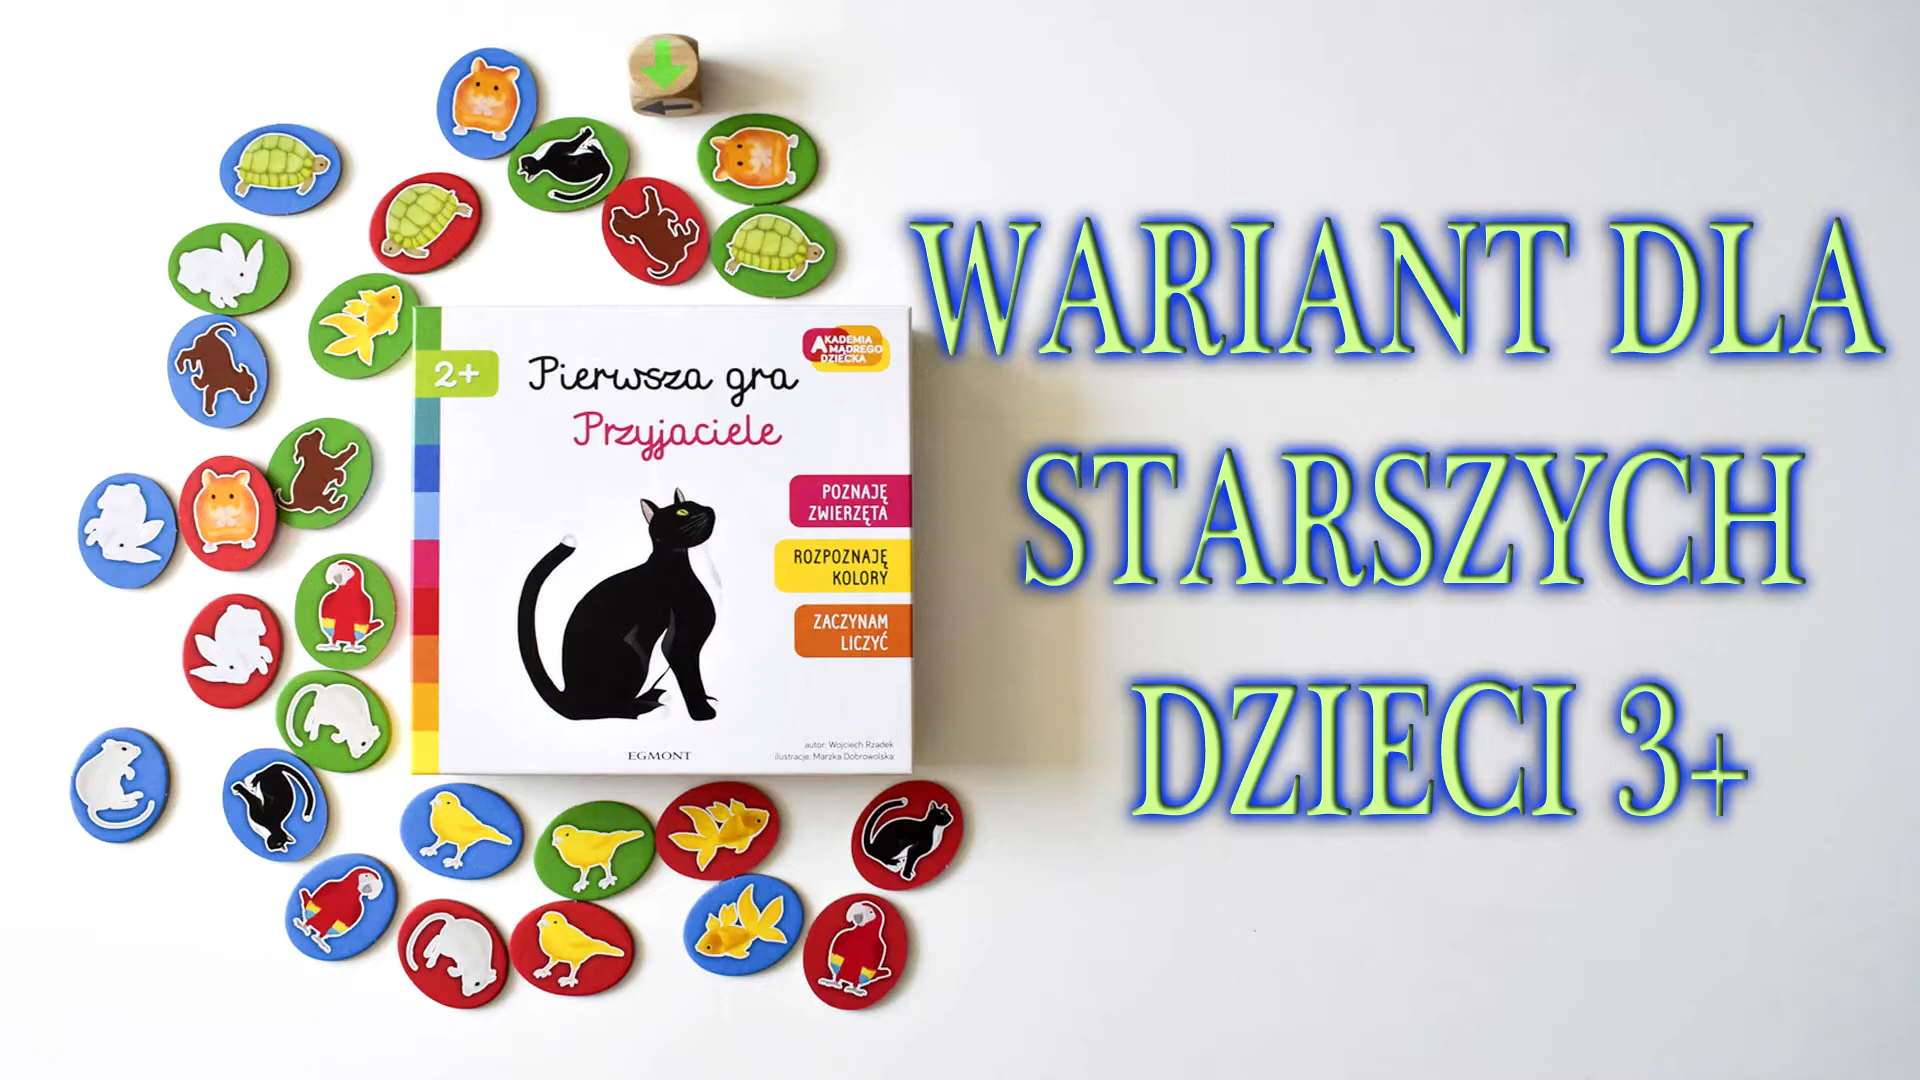 2+
Pierwsza gra
Przyjaciele
AKADEMIA
MĄDREGO
DZIECKA
POZNAJĘ
ZWIERZĘTA
ROZPOZNAJĘ
KOLORY
ZACZYNAM
LICZYĆ
EGMONT
autor: Wojciech Rzadek
ilustracje: Marzka Dobrowolska
WARIANT DLA
STARSZYCH
DZIECI 3+